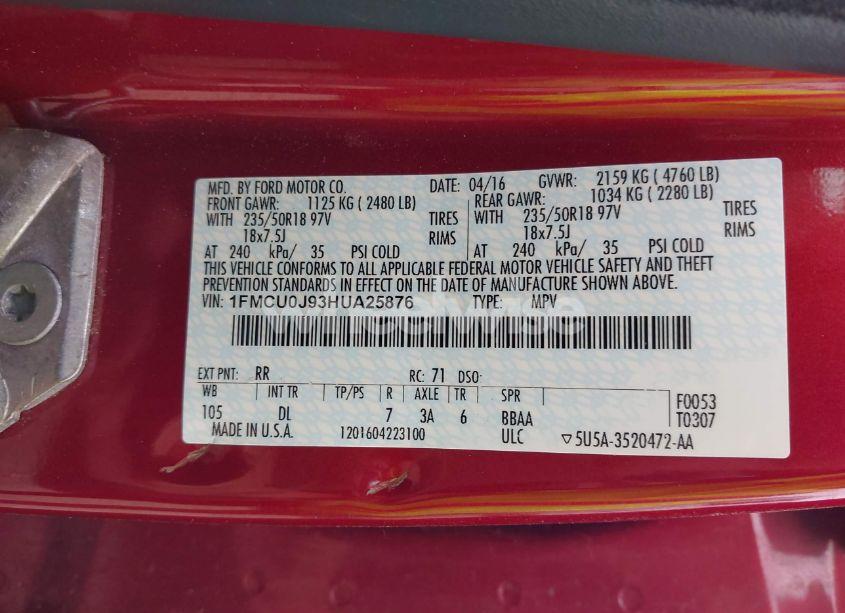 MFD. BY FORD MOTOR CO. DATE: 04/16 GVWR: 2159 KG ( 4760 LB)
FRONT GAWR: 1125 KG ( 2480 LB) REAR GAWR: 1034 KG ( 2280 LB)
WITH 235/50R18 97V TIRES WITH 235/50R18 97V TIRES
18x7.5J RIMS 18x7.5J RIMS
AT 240 kPa/ 35 PSI COLD AT 240 kPa/ 35 PSI COLD
THIS VEHICLE CONFORMS TO ALL APPLICABLE FEDERAL MOTOR VEHICLE SAFETY AND THEFT
PREVENTION STANDARDS IN EFFECT ON THE DATE OF MANUFACTURE SHOWN ABOVE.
VIN: 1FMCU0J93HUA25876 TYPE: MPV
wheelwise
EXT PNT: RR RC: 71 DSO:
WB INT TR TP/PS R AXLE TR SPR F0053
105 DL 7 3A 6 BBAA T0307
MADE IN U.S.A. 1201604223100 ULC ▽5U5A-3520472-AA